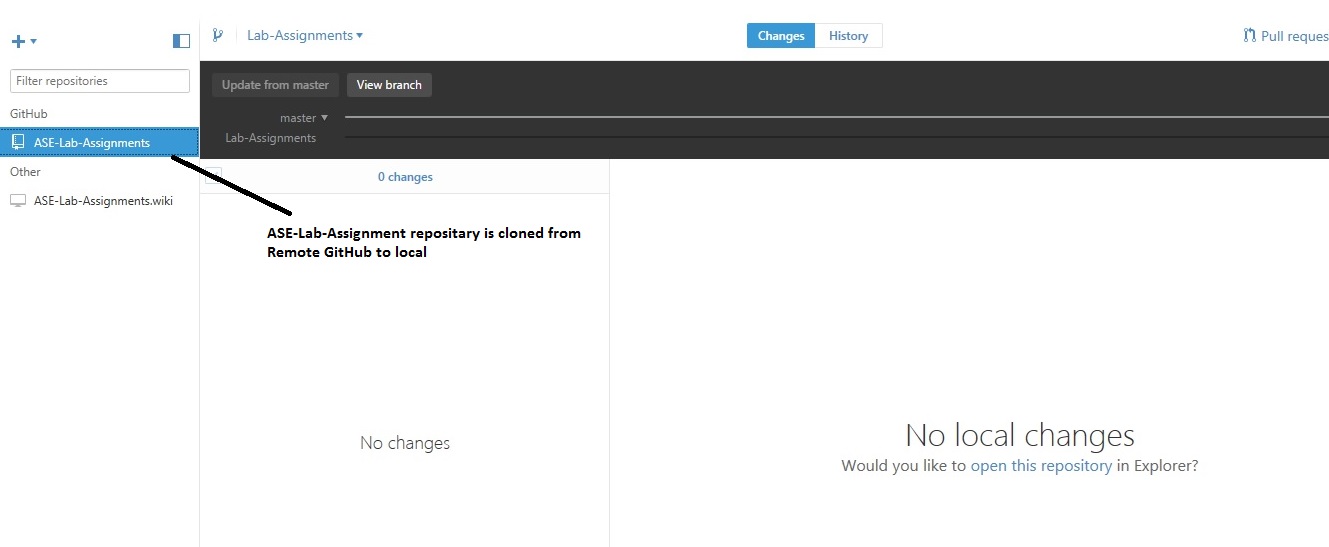 Lab-Assignments
Changes
History
Pull reques
Filter repositories
GitHub
ASE-Lab-Assignments
Other
ASE-Lab-Assignments.wiki
Update from master
View branch
master
Lab-Assignments
0 changes
ASE-Lab-Assignment repositary is cloned from
Remote GitHub to local
No changes
No local changes
Would you like to open this repository in Explorer?